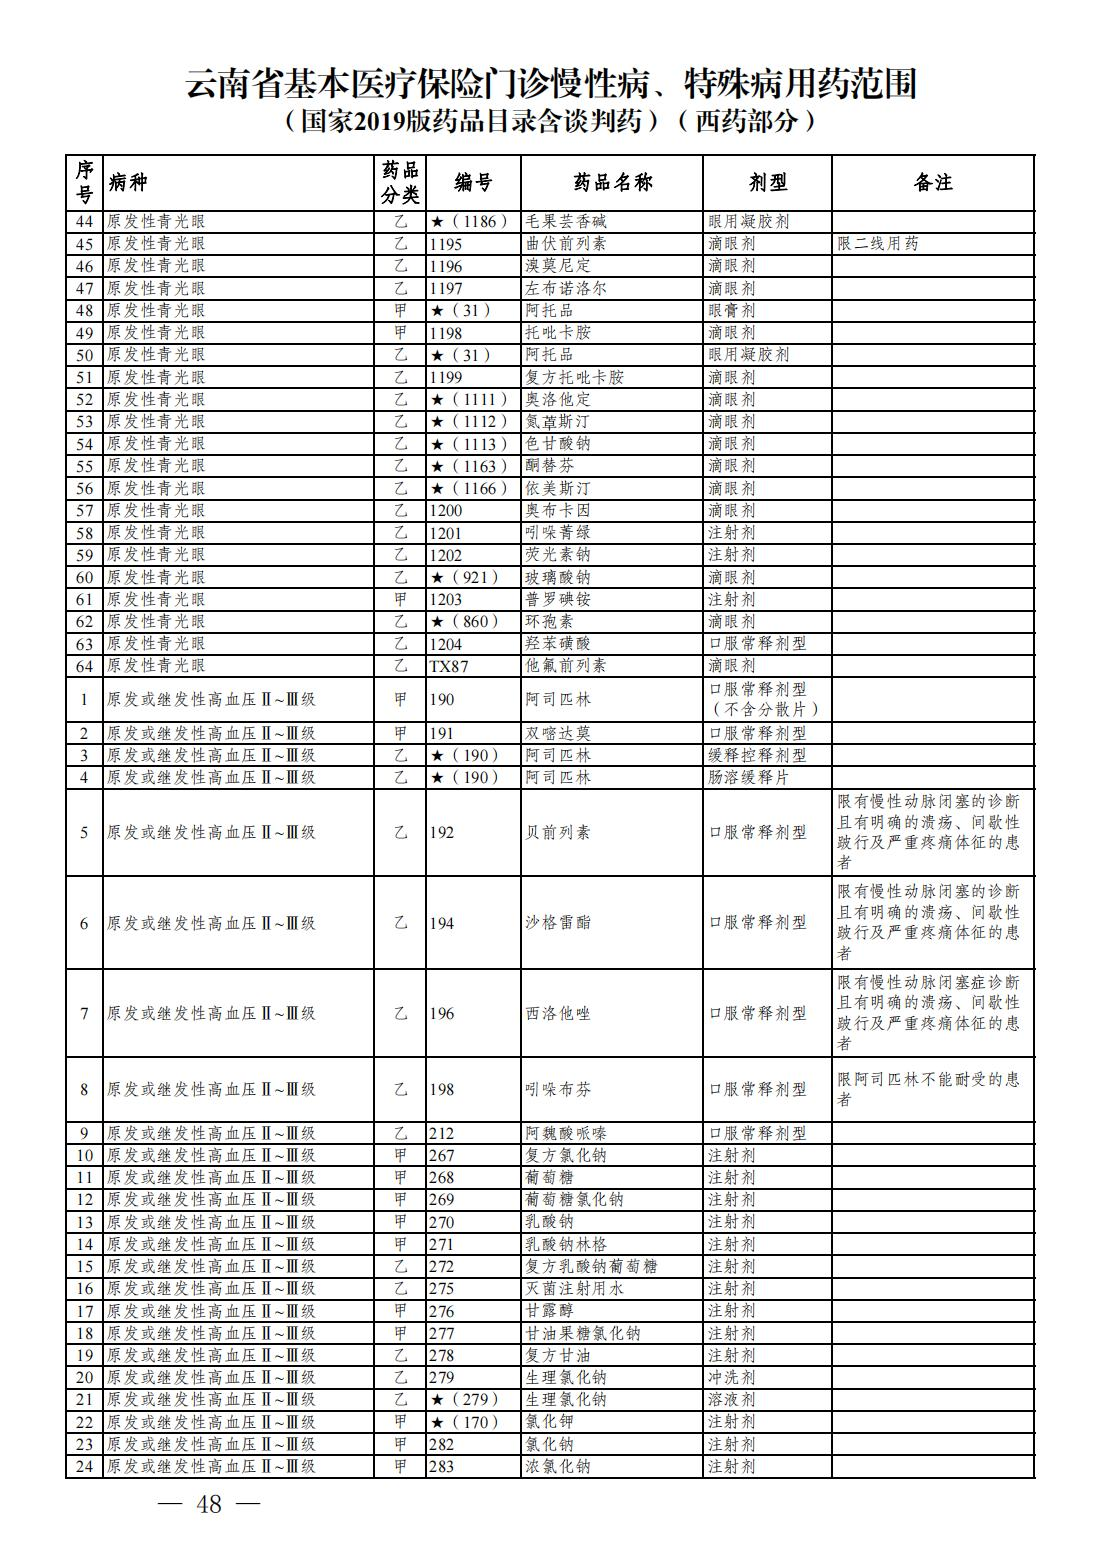 云南省基本医疗保险门诊慢性病、特殊病用药范围
（国家2019版药品目录含谈判药）（西药部分）
序号 病种 药品分类 编号 药品名称 剂型 备注
44 原发性青光眼 乙 ★（1186） 毛果芸香碱 眼用凝胶剂
45 原发性青光眼 乙 1195 曲伏前列素 滴眼剂 限二线用药
46 原发性青光眼 乙 1196 溴莫尼定 滴眼剂
47 原发性青光眼 乙 1197 左布诺洛尔 滴眼剂
48 原发性青光眼 甲 ★（31） 阿托品 眼膏剂
49 原发性青光眼 甲 1198 托吡卡胺 滴眼剂
50 原发性青光眼 乙 ★（31） 阿托品 眼用凝胶剂
51 原发性青光眼 乙 1199 复方托吡卡胺 滴眼剂
52 原发性青光眼 乙 ★（1111） 奥洛他定 滴眼剂
53 原发性青光眼 乙 ★（1112） 氮䓬斯汀 滴眼剂
54 原发性青光眼 乙 ★（1113） 色甘酸钠 滴眼剂
55 原发性青光眼 乙 ★（1163） 酮替芬 滴眼剂
56 原发性青光眼 乙 ★（1166） 依美斯汀 滴眼剂
57 原发性青光眼 乙 1200 奥布卡因 滴眼剂
58 原发性青光眼 乙 1201 吲哚菁绿 注射剂
59 原发性青光眼 乙 1202 荧光素钠 注射剂
60 原发性青光眼 乙 ★（921） 玻璃酸钠 滴眼剂
61 原发性青光眼 甲 1203 普罗碘铵 注射剂
62 原发性青光眼 乙 ★（860） 环孢素 滴眼剂
63 原发性青光眼 乙 1204 羟苯磺酸 口服常释剂型
64 原发性青光眼 乙 TX87 他氟前列素 滴眼剂
1 原发或继发性高血压Ⅱ~Ⅲ级 甲 190 阿司匹林 口服常释剂型
（不含分散片）
2 原发或继发性高血压Ⅱ~Ⅲ级 甲 191 双嘧达莫 口服常释剂型
3 原发或继发性高血压Ⅱ~Ⅲ级 乙 ★（190） 阿司匹林 缓释控释剂型
4 原发或继发性高血压Ⅱ~Ⅲ级 乙 ★（190） 阿司匹林 肠溶缓释片
5 原发或继发性高血压Ⅱ~Ⅲ级 乙 192 贝前列素 口服常释剂型 限有慢性动脉闭塞的诊断
且有明确的溃疡、间歇性
跛行及严重疼痛体征的患
者
6 原发或继发性高血压Ⅱ~Ⅲ级 乙 194 沙格雷酯 口服常释剂型 限有慢性动脉闭塞的诊断
且有明确的溃疡、间歇性
跛行及严重疼痛体征的患
者
7 原发或继发性高血压Ⅱ~Ⅲ级 乙 196 西洛他唑 口服常释剂型 限有慢性动脉闭塞症诊断
且有明确的溃疡、间歇性
跛行及严重疼痛体征的患
者
8 原发或继发性高血压Ⅱ~Ⅲ级 乙 198 吲哚布芬 口服常释剂型 限阿司匹林不能耐受的患
者
9 原发或继发性高血压Ⅱ~Ⅲ级 乙 212 阿魏酸哌嗪 口服常释剂型
10 原发或继发性高血压Ⅱ~Ⅲ级 甲 267 复方氯化钠 注射剂
11 原发或继发性高血压Ⅱ~Ⅲ级 甲 268 葡萄糖 注射剂
12 原发或继发性高血压Ⅱ~Ⅲ级 甲 269 葡萄糖氯化钠 注射剂
13 原发或继发性高血压Ⅱ~Ⅲ级 甲 270 乳酸钠 注射剂
14 原发或继发性高血压Ⅱ~Ⅲ级 甲 271 乳酸钠林格 注射剂
15 原发或继发性高血压Ⅱ~Ⅲ级 乙 272 复方乳酸钠葡萄糖 注射剂
16 原发或继发性高血压Ⅱ~Ⅲ级 乙 275 灭菌注射用水 注射剂
17 原发或继发性高血压Ⅱ~Ⅲ级 甲 276 甘露醇 注射剂
18 原发或继发性高血压Ⅱ~Ⅲ级 甲 277 甘油果糖氯化钠 注射剂
19 原发或继发性高血压Ⅱ~Ⅲ级 乙 278 复方甘油 注射剂
20 原发或继发性高血压Ⅱ~Ⅲ级 乙 279 生理氯化钠 冲洗剂
21 原发或继发性高血压Ⅱ~Ⅲ级 乙 ★（279） 生理氯化钠 溶液剂
22 原发或继发性高血压Ⅱ~Ⅲ级 甲 ★（170） 氯化钾 注射剂
23 原发或继发性高血压Ⅱ~Ⅲ级 甲 282 氯化钠 注射剂
24 原发或继发性高血压Ⅱ~Ⅲ级 甲 283 浓氯化钠 注射剂
— 48 —